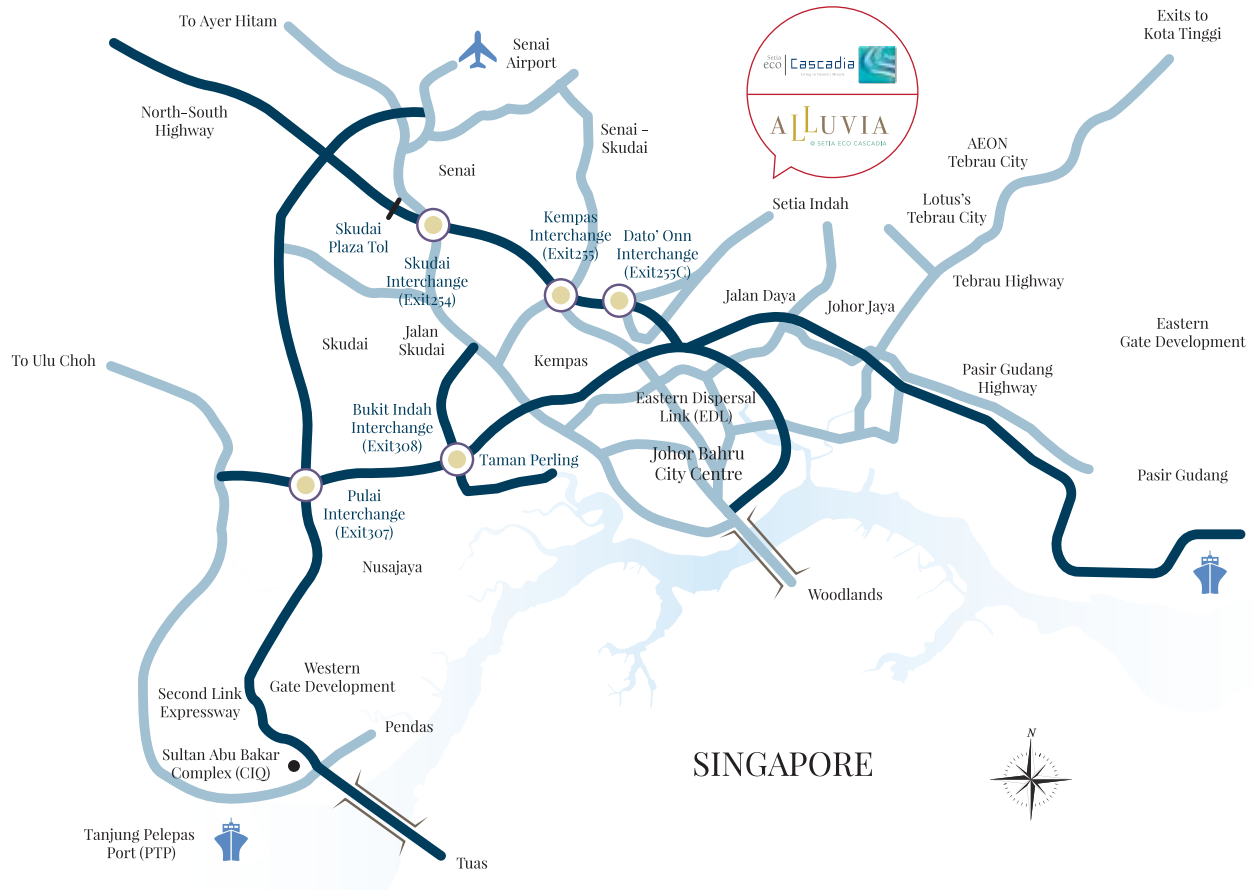 To Ayer Hitam
Senai
Airport
Exits to
Kota Tinggi
Setia
eco
Cascadia
North-South
Highway
Senai –
Skudai
ALLUVIA
@ SETIA ECO CASCADIA
AEON
Tebrau City
Senai
Lotus's
Tebrau City
Setia Indah
Skudai
Plaza Tol
Kempas
Interchange
(Exit255)
Dato' Onn
Interchange
(Exit255C)
Skudai
Interchange
(Exit254)
Tebrau Highway
Jalan Daya
Johor Jaya
Jalan
Skudai
Skudai
Eastern
Gate Development
To Ulu Choh
Kempas
Pasir Gudang
Highway
Bukit Indah
Interchange
(Exit308)
Eastern Dispersal
Link (EDL)
Taman Perling
Johor Bahru
City Centre
Pasir Gudang
Pulai
Interchange
(Exit307)
Nusajaya
Woodlands
Western
Gate Development
Second Link
Expressway
Pendas
Sultan Abu Bakar
Complex (CIQ)
SINGAPORE
N
Tanjung Pelepas
Port (PTP)
Tuas